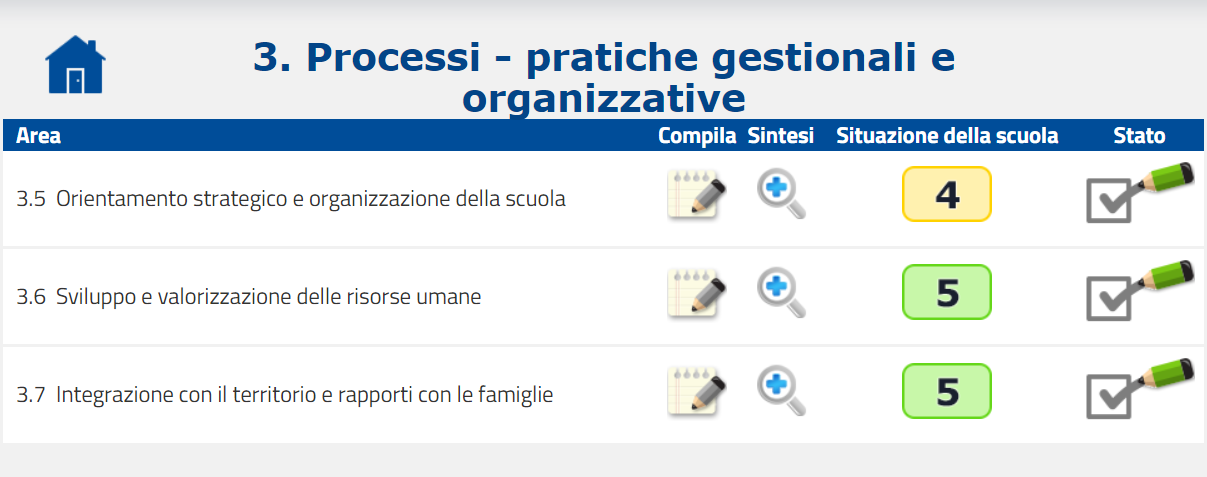 3. Processi – pratiche gestionali e
organizzative
Area Compila Sintesi Situazione della scuola Stato
3.5 Orientamento strategico e organizzazione della scuola 4
3.6 Sviluppo e valorizzazione delle risorse umane 5
3.7 Integrazione con il territorio e rapporti con le famiglie 5